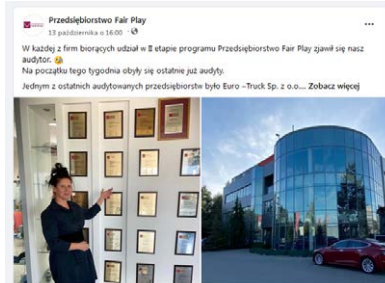 Przedsiębiorstwo Fair Play
13 października o 16:00 ·
W każdej z firm biorących udział w II etapie programu Przedsiębiorstwo Fair Play zjawił się nasz
audytor. 😉
Na początku tego tygodnia obyły się ostatnie już audyty.
Jednym z ostatnich audytowanych przedsiębiorstw było Euro –Truck Sp. z o.o.... Zobacz więcej